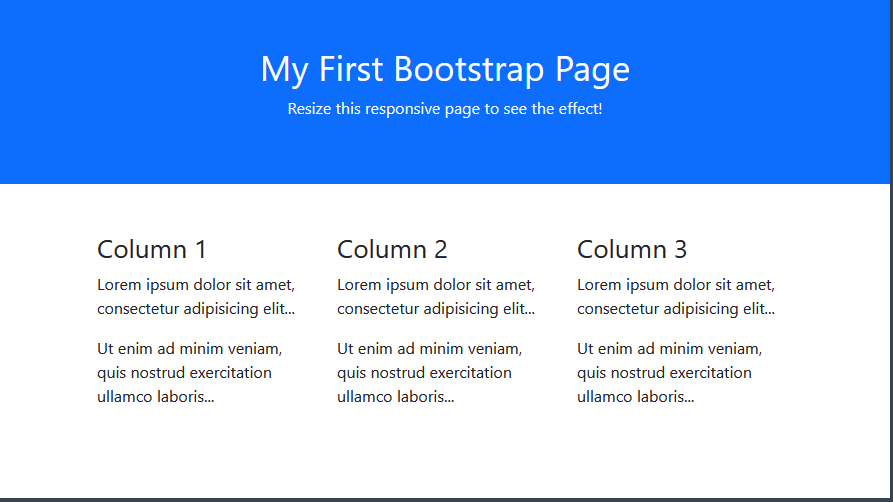 My First Bootstrap Page
Resize this responsive page to see the effect!
Column 1
Lorem ipsum dolor sit amet,
consectetur adipisicing elit...
Ut enim ad minim veniam,
quis nostrud exercitation
ullamco laboris...
Column 2
Lorem ipsum dolor sit amet,
consectetur adipisicing elit...
Ut enim ad minim veniam,
quis nostrud exercitation
ullamco laboris...
Column 3
Lorem ipsum dolor sit amet,
consectetur adipisicing elit...
Ut enim ad minim veniam,
quis nostrud exercitation
ullamco laboris...